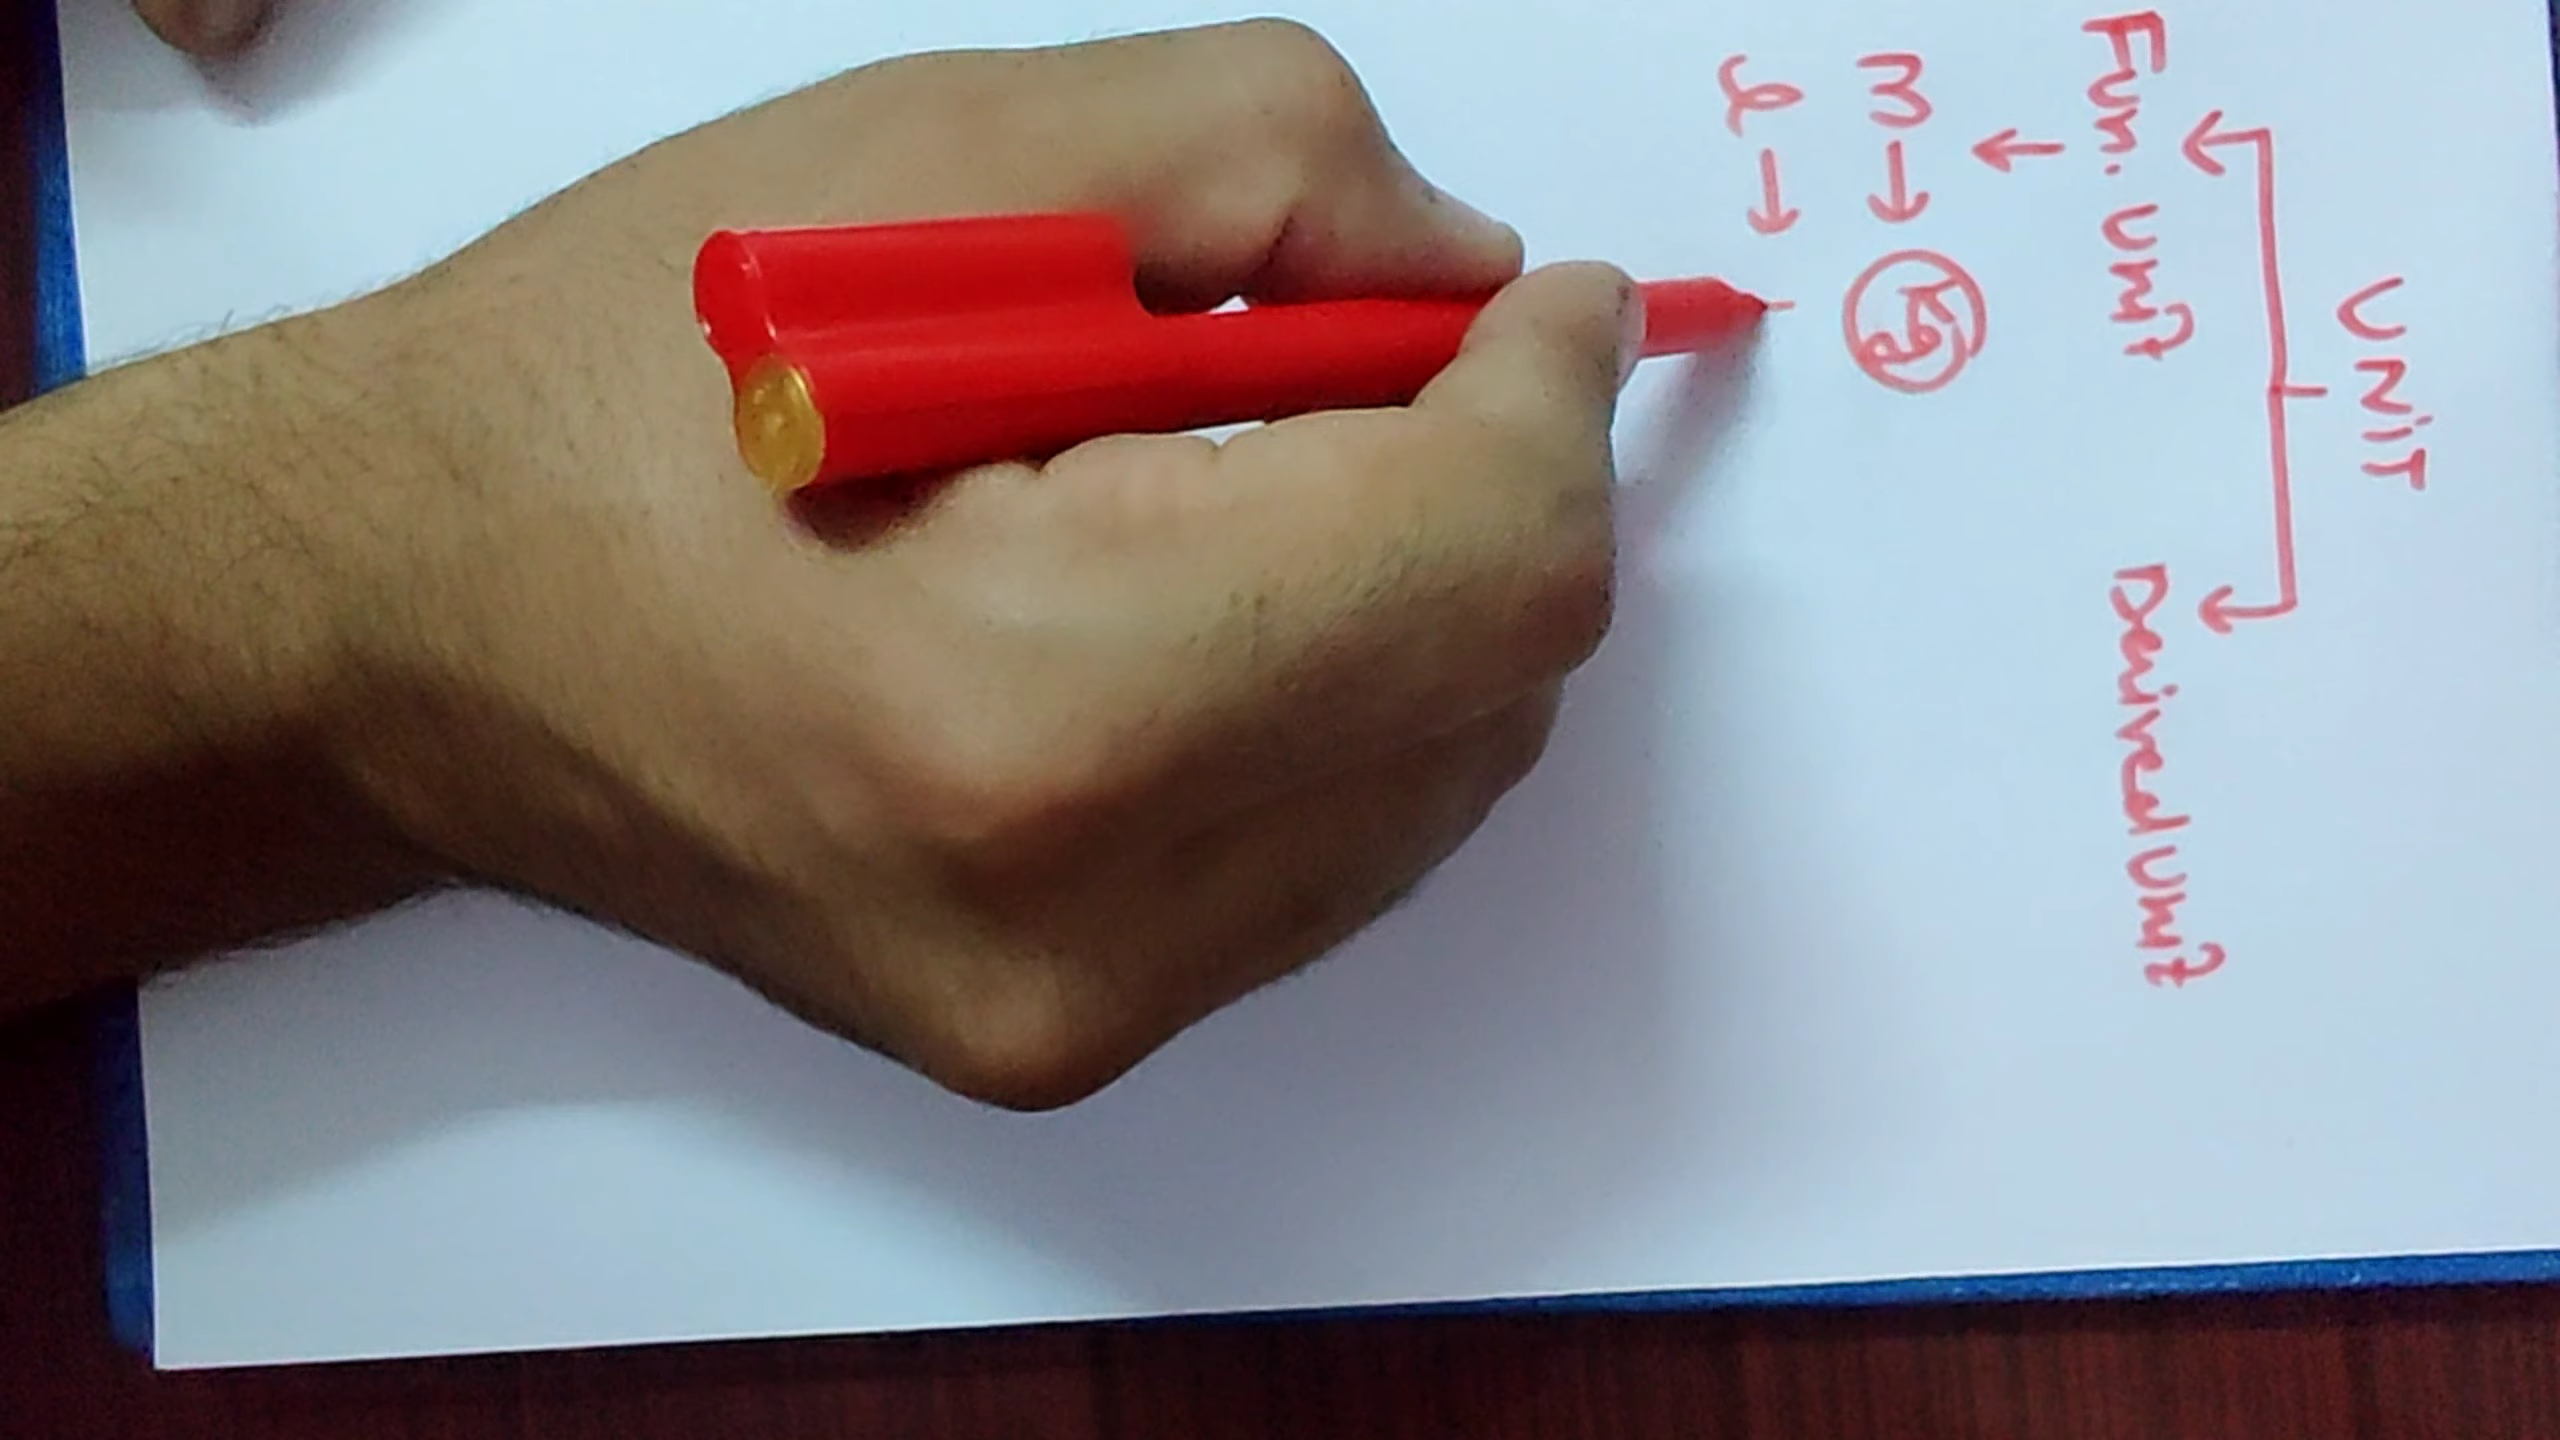 UNiT
Fun. Unit Derived Unit
m → kg
l →